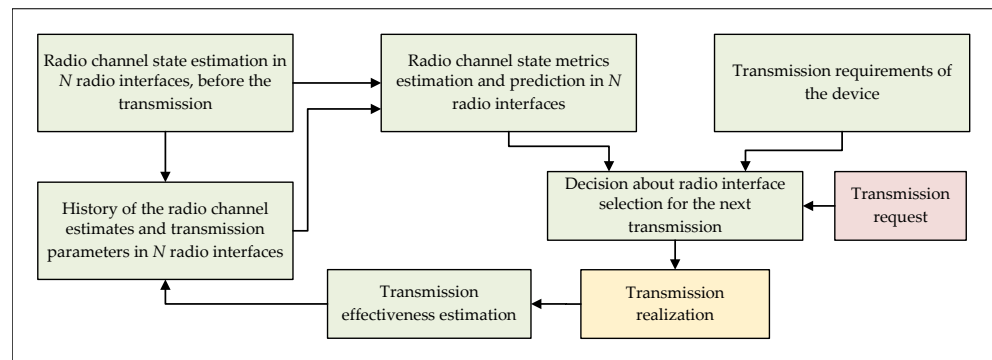 Radio channel state estimation in
N radio interfaces, before the
transmission
Radio channel state metrics
estimation and prediction in N
radio interfaces
Transmission requirements of
the device
History of the radio channel
estimates and transmission
parameters in N radio interfaces
Decision about radio interface
selection for the next
transmission
Transmission
request
Transmission
effectiveness estimation
Transmission
realization